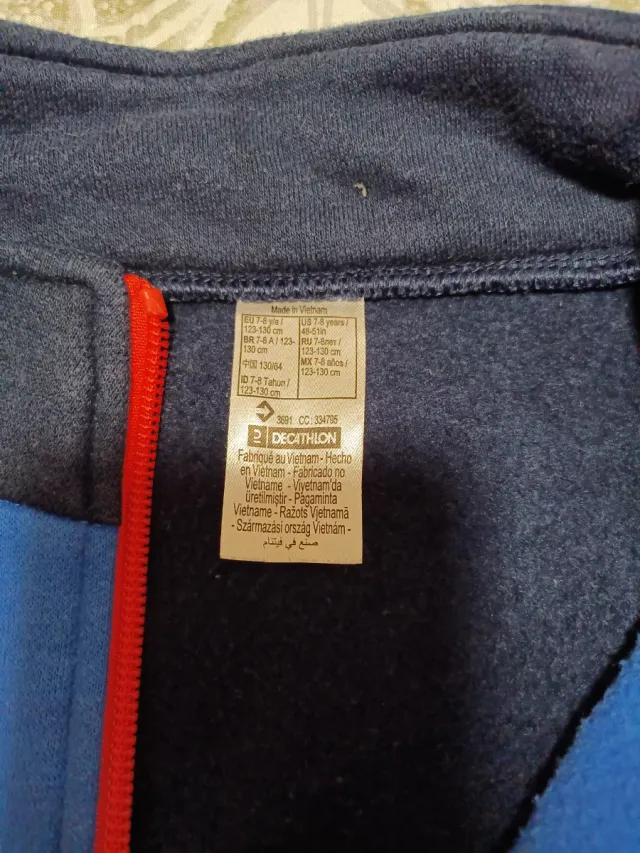 Made in Vietnam
EU 7-8 y/a /
123-130 cm
BR 7-8 A / 123-
130 cm
中国 130/64
ID 7-8 Tahun /
123-130 cm
US 7-8 years /
48-51in
RU 7-8лет /
123-130 cm
MX 7-8 años /
123-130 cm
3691 CC: 334795
DECATHLON
Fabriqué au Vietnam - Hecho
en Vietnam - Fabricado no
Vietname - Vıyetnam'da
üretilmiştir - Pagaminta
Vietname - Ražots Vjetnamā
- Származási ország Vietnám -
صنع في فيتنام